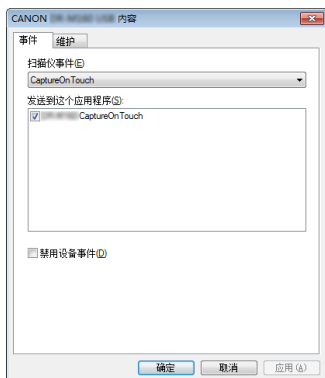 CANON 内容
事件 维护
扫描仪事件(E)
CaptureOnTouch
发送到这个应用程序(S):
CaptureOnTouch
禁用设备事件(D)
确定 取消 应用(A)